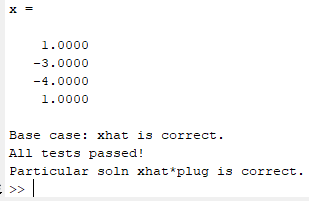 x =
1.0000
-3.0000
-4.0000
1.0000
Base case: xhat is correct.
All tests passed!
Particular soln xhat*plug is correct.
>>